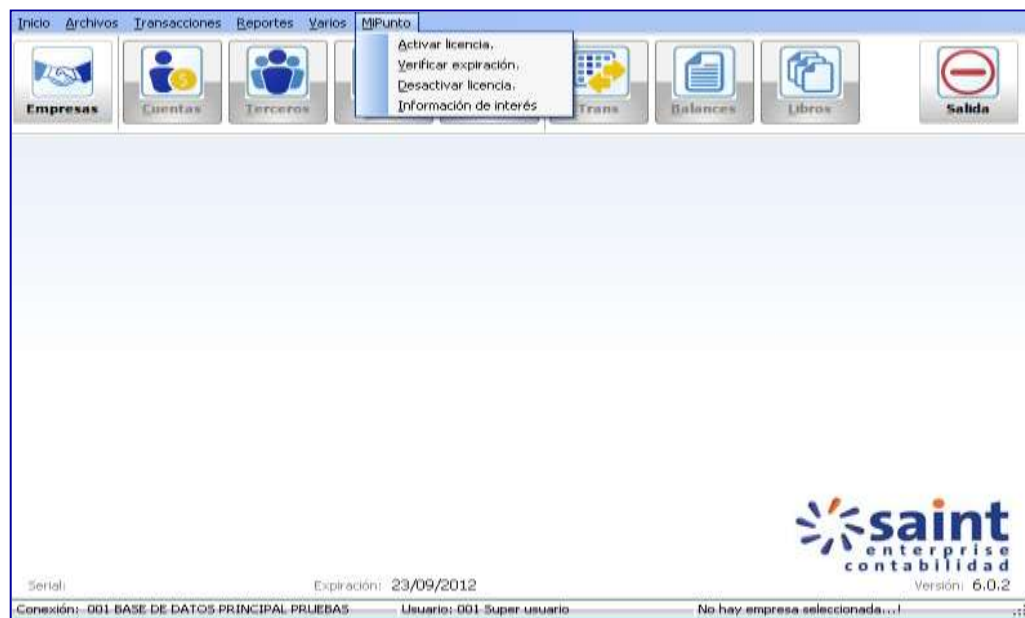 Inicio Archivos Transacciones Reportes Varios MiPunto
Activar licencia.
Verificar expiración.
Desactivar licencia.
Información de interés
Empresas Cuentas Terceros Trans Balances Libros Salida
saint
enterprise
contabilidad
Serial: Expiración: 23/09/2012 Versión: 6.0.2
Conexión: 001 BASE DE DATOS PRINCIPAL PRUEBAS Usuario: 001 Super usuario No hay empresa seleccionada...!